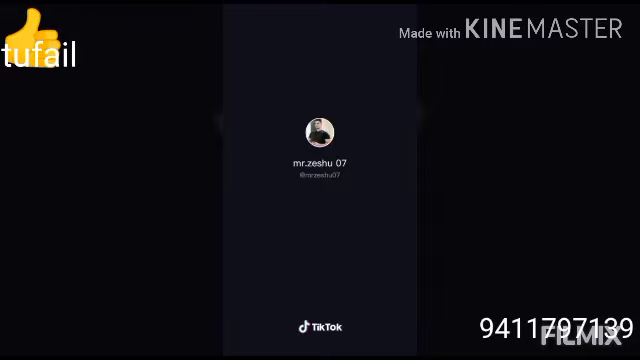 tufail
Made with KINEMASTER
mr.zeshu 07
@mrzeshu07
TikTok
9411797139
FILMIX